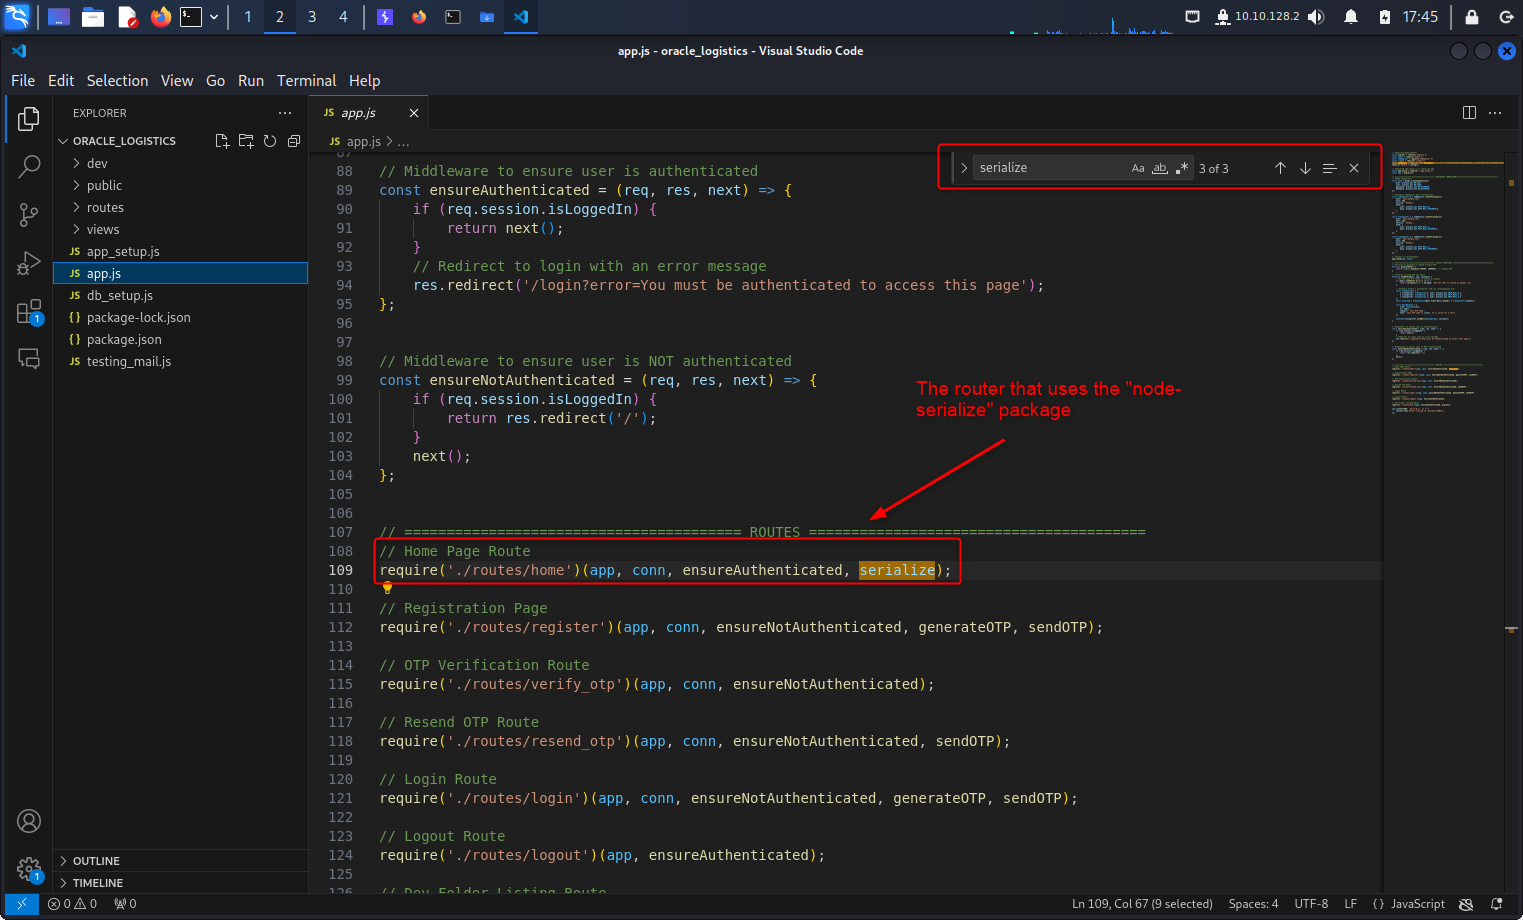 1 2 3 4 10.10.128.2 17:45
app.js - oracle_logistics - Visual Studio Code
File Edit Selection View Go Run Terminal Help
EXPLORER ...
JS app.js
ORACLE_LOGISTICS
JS app.js > ...
dev
public
routes
views
JS app_setup.js
JS app.js
JS db_setup.js
{} package-lock.json
{} package.json
JS testing_mail.js
OUTLINE
TIMELINE
1
1
serialize Aa ab .* 3 of 3
87
88 // Middleware to ensure user is authenticated
89 const ensureAuthenticated = (req, res, next) => {
90 if (req.session.isLoggedIn) {
91 return next();
92 }
93 // Redirect to login with an error message
94 res.redirect('/login?error=You must be authenticated to access this page');
95 };
96
97
98 // Middleware to ensure user is NOT authenticated
99 const ensureNotAuthenticated = (req, res, next) => {
100 if (req.session.isLoggedIn) {
101 return res.redirect('/');
102 }
103 next();
104 };
105
106
107 // ======================================== ROUTES ========================================
108 // Home Page Route
109 require('./routes/home')(app, conn, ensureAuthenticated, serialize);
110
111 // Registration Page
112 require('./routes/register')(app, conn, ensureNotAuthenticated, generateOTP, sendOTP);
113
114 // OTP Verification Route
115 require('./routes/verify_otp')(app, conn, ensureNotAuthenticated);
116
117 // Resend OTP Route
118 require('./routes/resend_otp')(app, conn, ensureNotAuthenticated, sendOTP);
119
120 // Login Route
121 require('./routes/login')(app, conn, ensureNotAuthenticated, generateOTP, sendOTP);
122
123 // Logout Route
124 require('./routes/logout')(app, ensureAuthenticated);
125
126 // Dev Folder Listing Route
The router that uses the "node-
serialize" package
0 0 0 Ln 109, Col 67 (9 selected) Spaces: 4 UTF-8 LF {} JavaScript